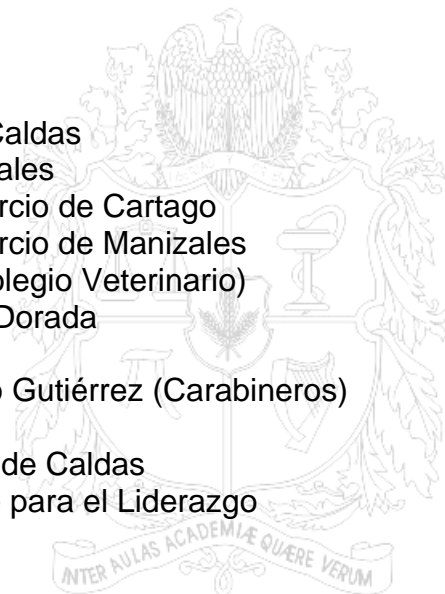 Caldas
ales
rcio de Cartago
rcio de Manizales
olegio Veterinario)
Dorada
Gutiérrez (Carabineros)
de Caldas
para el Liderazgo
INTER AULAS ACADEMIÆ QUÆRE VERUM